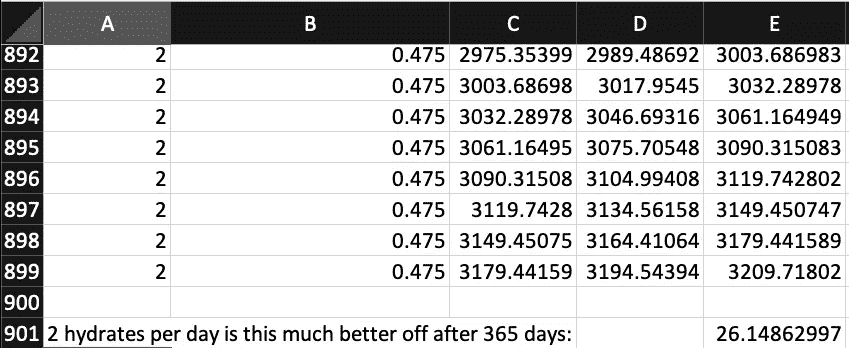 A B C D E
892 2 0.475 2975.35399 2989.48692 3003.686983
893 2 0.475 3003.68698 3017.9545 3032.28978
894 2 0.475 3032.28978 3046.69316 3061.164949
895 2 0.475 3061.16495 3075.70548 3090.315083
896 2 0.475 3090.31508 3104.99408 3119.742802
897 2 0.475 3119.7428 3134.56158 3149.450747
898 2 0.475 3149.45075 3164.41064 3179.441589
899 2 0.475 3179.44159 3194.54394 3209.71802
900
901 2 hydrates per day is this much better off after 365 days: 26.14862997